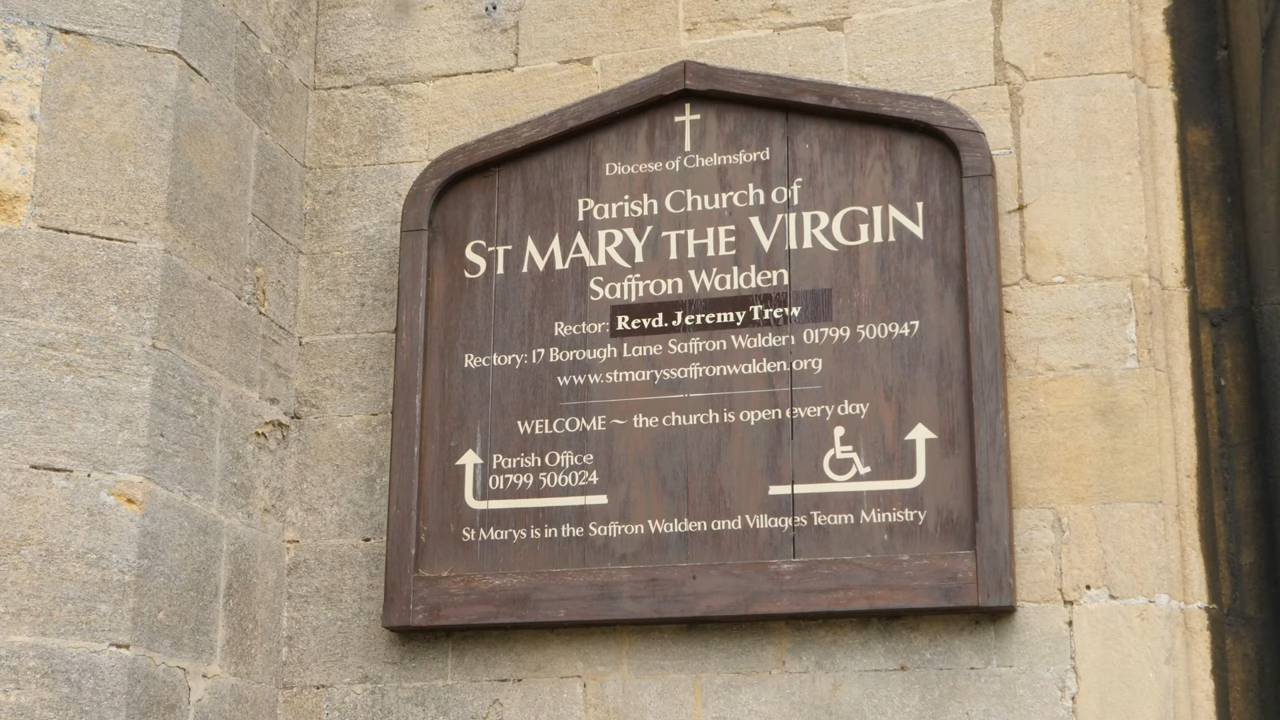 Diocese of Chelmsford
Parish Church of
ST MARY THE VIRGIN
Saffron Walden
Rector: Revd. Jeremy Trew
Rectory: 17 Borough Lane Saffron Walden 01799 500947
www.stmaryssaffronwalden.org
WELCOME ~ the church is open every day
Parish Office
01799 506024
St Marys is in the Saffron Walden and Villages Team Ministry